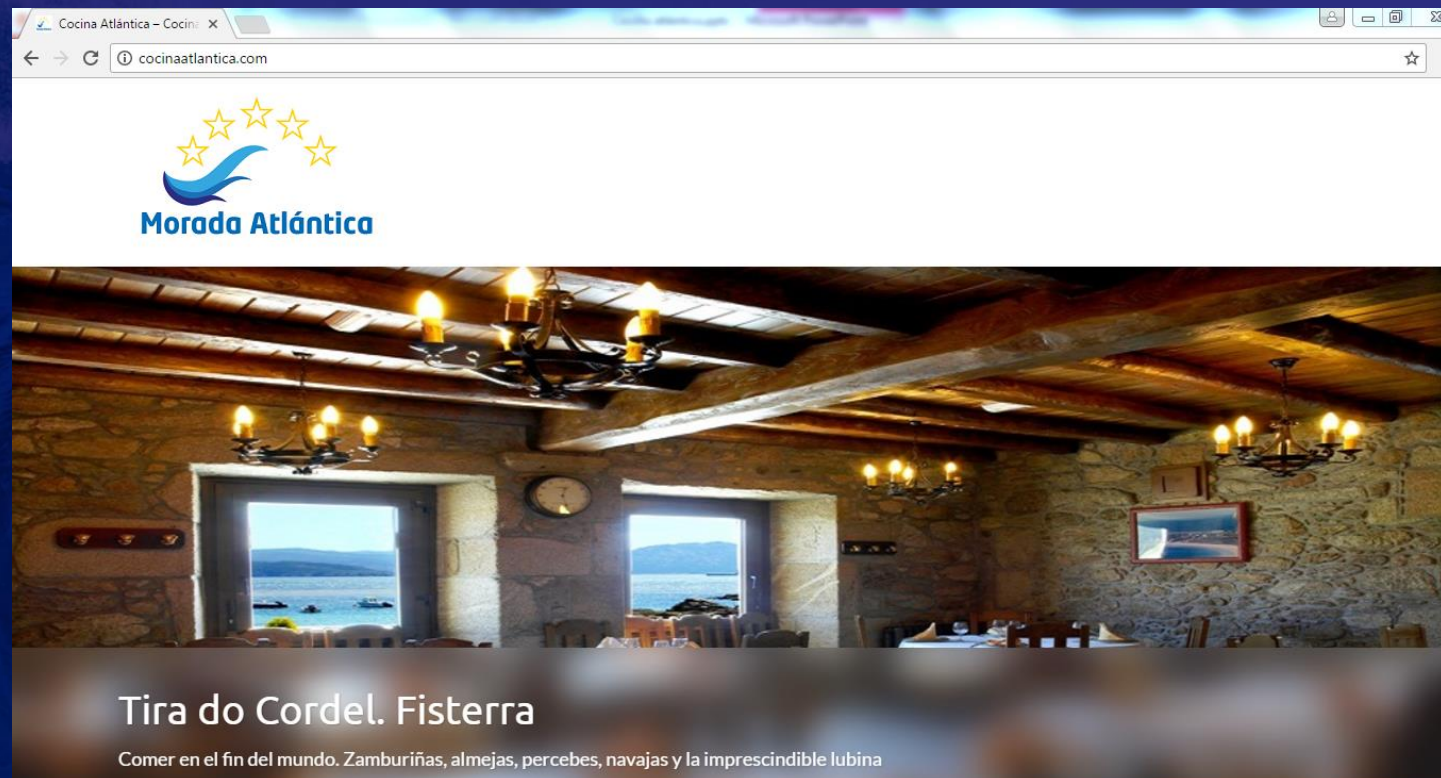 Cocina Atlántica – Cocin
cocinaatlantica.com
Morada Atlántica
Tira do Cordel. Fisterra
Comer en el fin del mundo. Zamburiñas, almejas, percebes, navajas y la imprescindible lubina